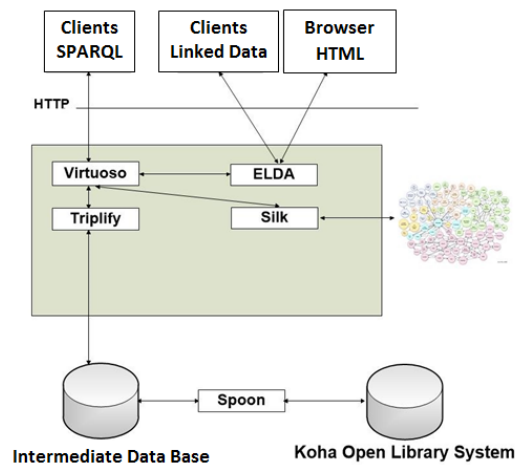 Clients
SPARQL
Clients
Linked Data
Browser
HTML
HTTP
Virtuoso
ELDA
Triplify
Silk
Spoon
Intermediate Data Base
Koha Open Library System